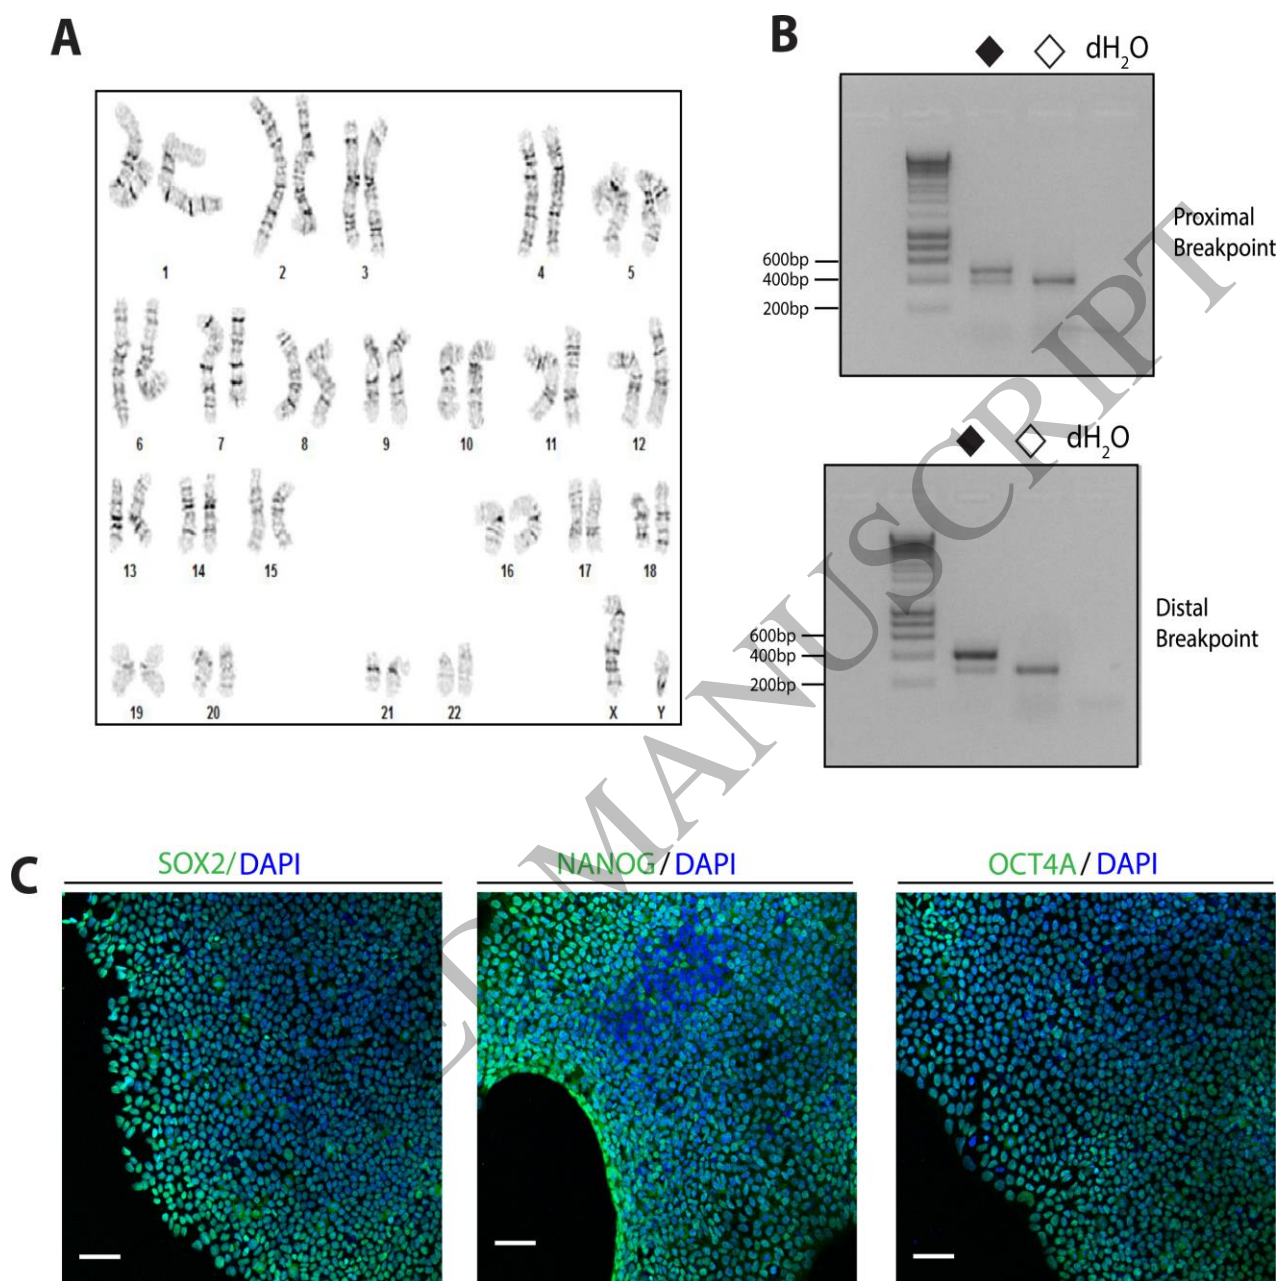 A
1 2 3 4 5
6 7 8 9 10 11 12
13 14 15 16 17 18
19 20 21 22 X Y
B
dH2O
600bp
400bp
200bp
Proximal
Breakpoint
dH2O
600bp
400bp
200bp
Distal
Breakpoint
C
SOX2/DAPI
NANOG/DAPI
OCT4A/DAPI
ED MANUSCRIPT